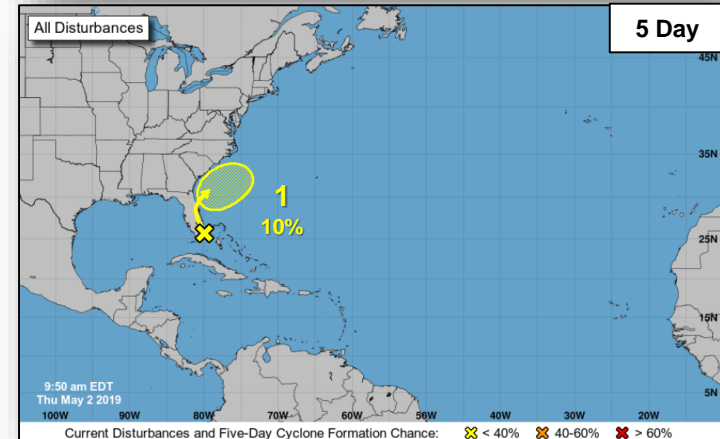 All Disturbances
5 Day
45N
35N
1
10%
25N
15N
9:50 am EDT
Thu May 2 2019
5N
100W 90W 80W 70W 60W 50W 40W 30W 20W
Current Disturbances and Five-Day Cyclone Formation Chance: < 40% 40-60% > 60%